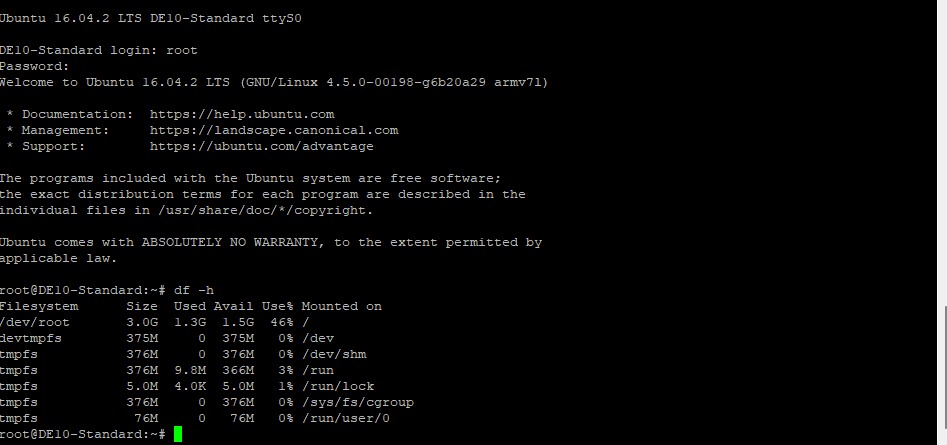 Ubuntu 16.04.2 LTS DE10-Standard ttyS0
DE10-Standard login: root
Password:
Welcome to Ubuntu 16.04.2 LTS (GNU/Linux 4.5.0-00198-g6b20a29 armv7l)
* Documentation:  https://help.ubuntu.com
* Management:     https://landscape.canonical.com
* Support:        https://ubuntu.com/advantage
The programs included with the Ubuntu system are free software;
the exact distribution terms for each program are described in the
individual files in /usr/share/doc/*/copyright.
Ubuntu comes with ABSOLUTELY NO WARRANTY, to the extent permitted by
applicable law.
root@DE10-Standard:~# df -h
Filesystem      Size  Used Avail Use% Mounted on
/dev/root       3.0G  1.3G  1.5G  46% /
devtmpfs        375M     0  375M   0% /dev
tmpfs           376M     0  376M   0% /dev/shm
tmpfs           376M  9.8M  366M   3% /run
tmpfs           5.0M  4.0K  5.0M   1% /run/lock
tmpfs           376M     0  376M   0% /sys/fs/cgroup
tmpfs            76M     0   76M   0% /run/user/0
root@DE10-Standard:~#